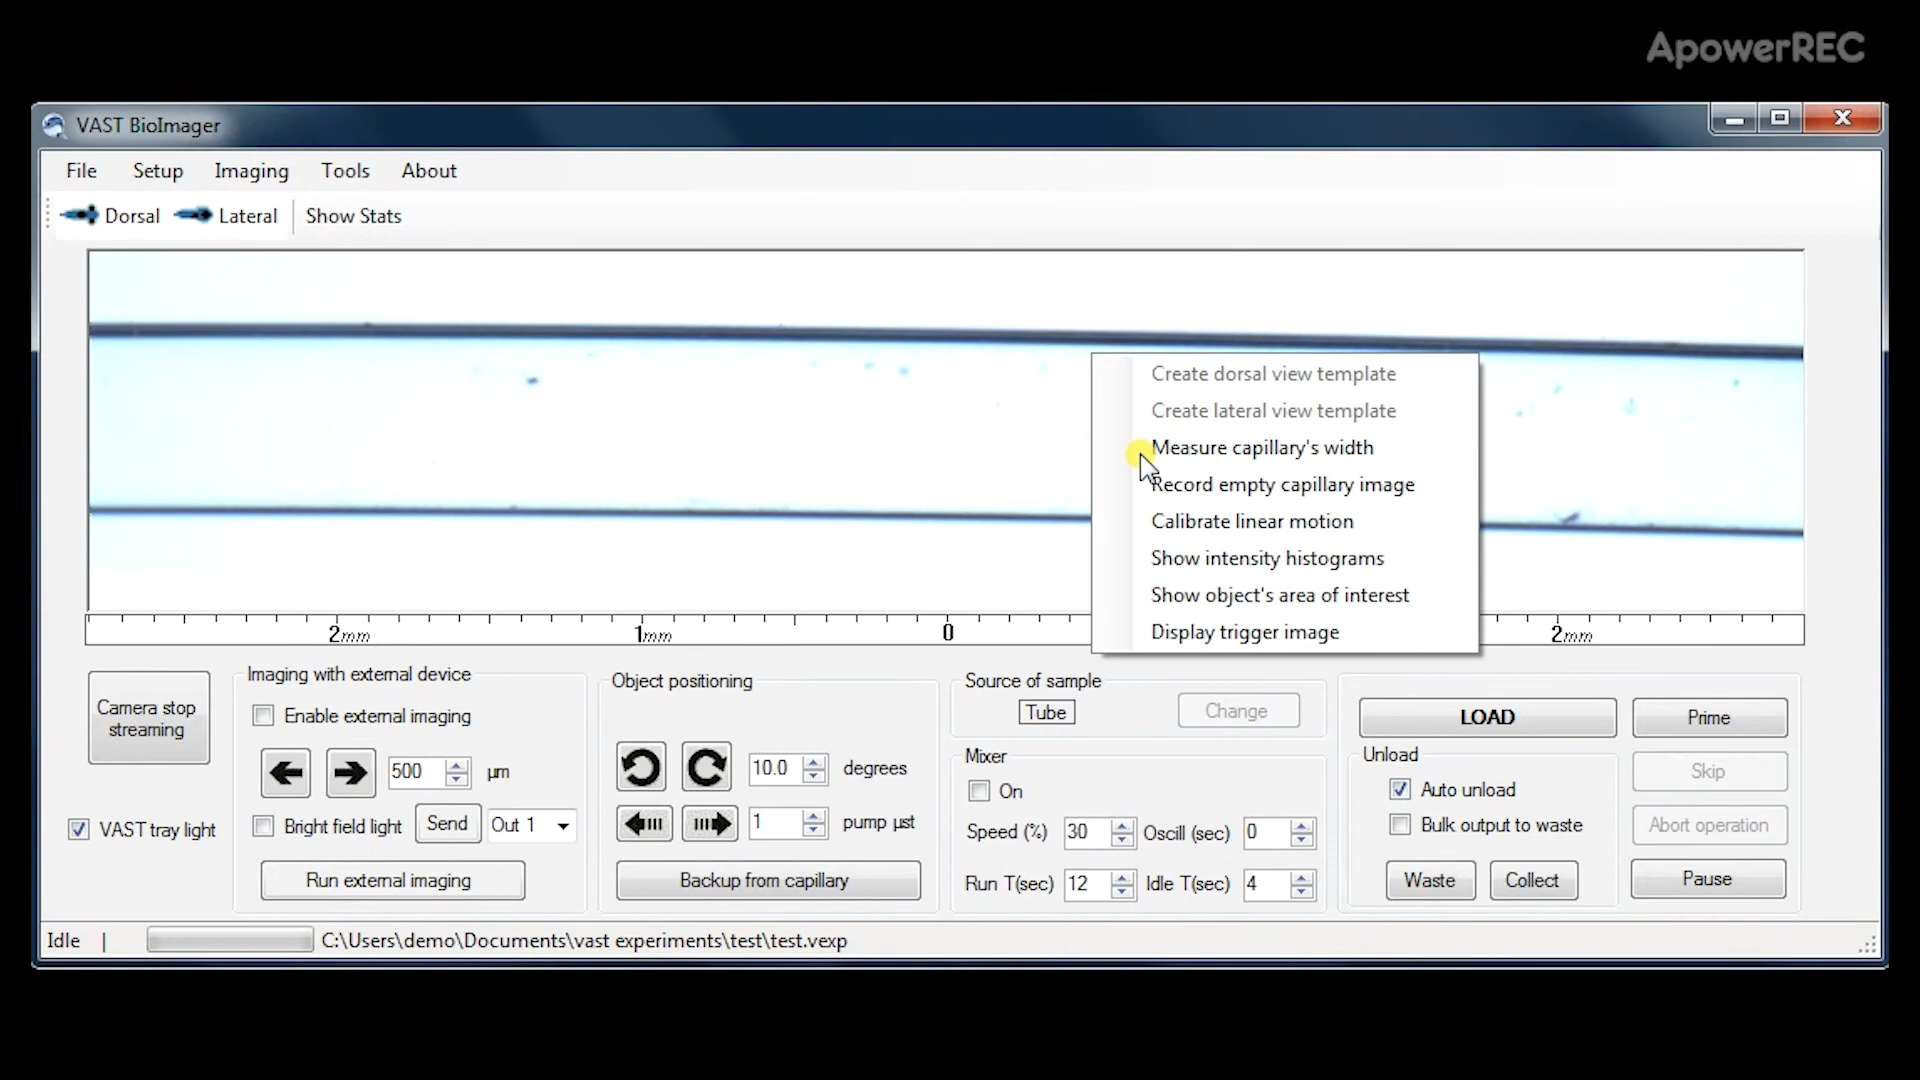 ApowerREC
VAST BioImager
File Setup Imaging Tools About
Dorsal Lateral Show Stats
Create dorsal view template
Create lateral view template
Measure capillary's width
Record empty capillary image
Calibrate linear motion
Show intensity histograms
Show object's area of interest
Display trigger image
2mm 1mm 0 2mm
Camera stop
streaming
VAST tray light
Imaging with external device
Enable external imaging
500 µm
Bright field light Send Out 1
Run external imaging
Object positioning
10.0 degrees
1 pump µst
Backup from capillary
Source of sample
Tube Change
Mixer
On
Speed (%) 30 Oscill (sec) 0
Run T(sec) 12 Idle T(sec) 4
LOAD Prime
Unload
Auto unload Skip
Bulk output to waste Abort operation
Waste Collect Pause
Idle | C:\Users\demo\Documents\vast experiments\test\test.vexp